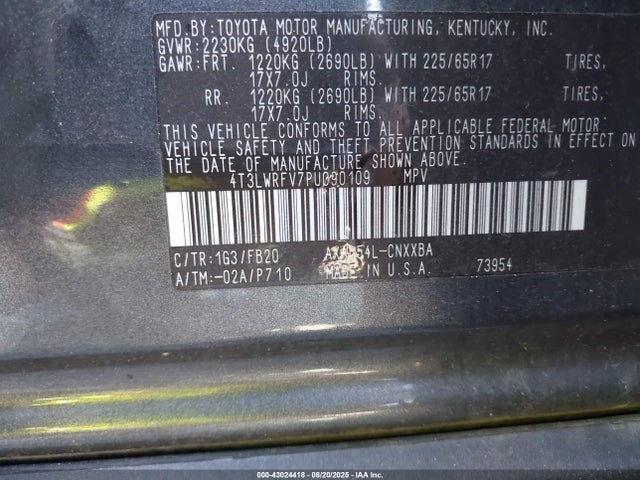 MFD.BY: TOYOTA MOTOR MANUFACTURING, KENTUCKY, INC.
GVWR: 2230KG (4920LB)
GAWR: FRT. 1220KG (2690LB) WITH 225/65R17 TIRES,
17X7.0J RIMS.
RR. 1220KG (2690LB) WITH 225/65R17 TIRES,
17X7.0J RIMS.
THIS VEHICLE CONFORMS TO ALL APPLICABLE FEDERAL MOTOR
VEHICLE SAFETY AND THEFT PREVENTION STANDARDS IN EFFECT ON
THE DATE OF MANUFACTURE SHOWN ABOVE.
4T3LWRFV7PU090109 MPV
C/TR: 1G3/FB20
A/TM: -02A/P710 MADE IN U.S.A. 73954
000-43024418 - 08/20/2025 - IAA Inc.